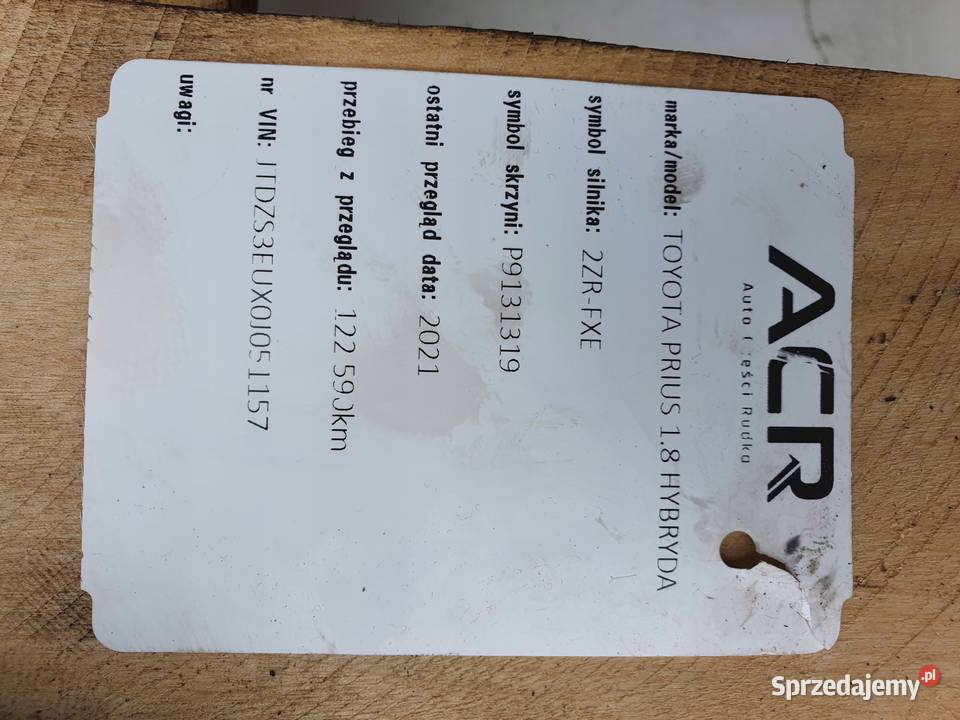 ACR
Auto Części Rudka
marka/model: TOYOTA PRIUS 1.8 HYBRYDA
symbol silnika: 2ZR-FXE
symbol skrzyni: P9131319
ostatni przegląd data: 2021
przebieg z przeglądu: 122 590km
nr VIN: JTDZS3EUX0J051157
uwagi:
Sprzedajemy.pl